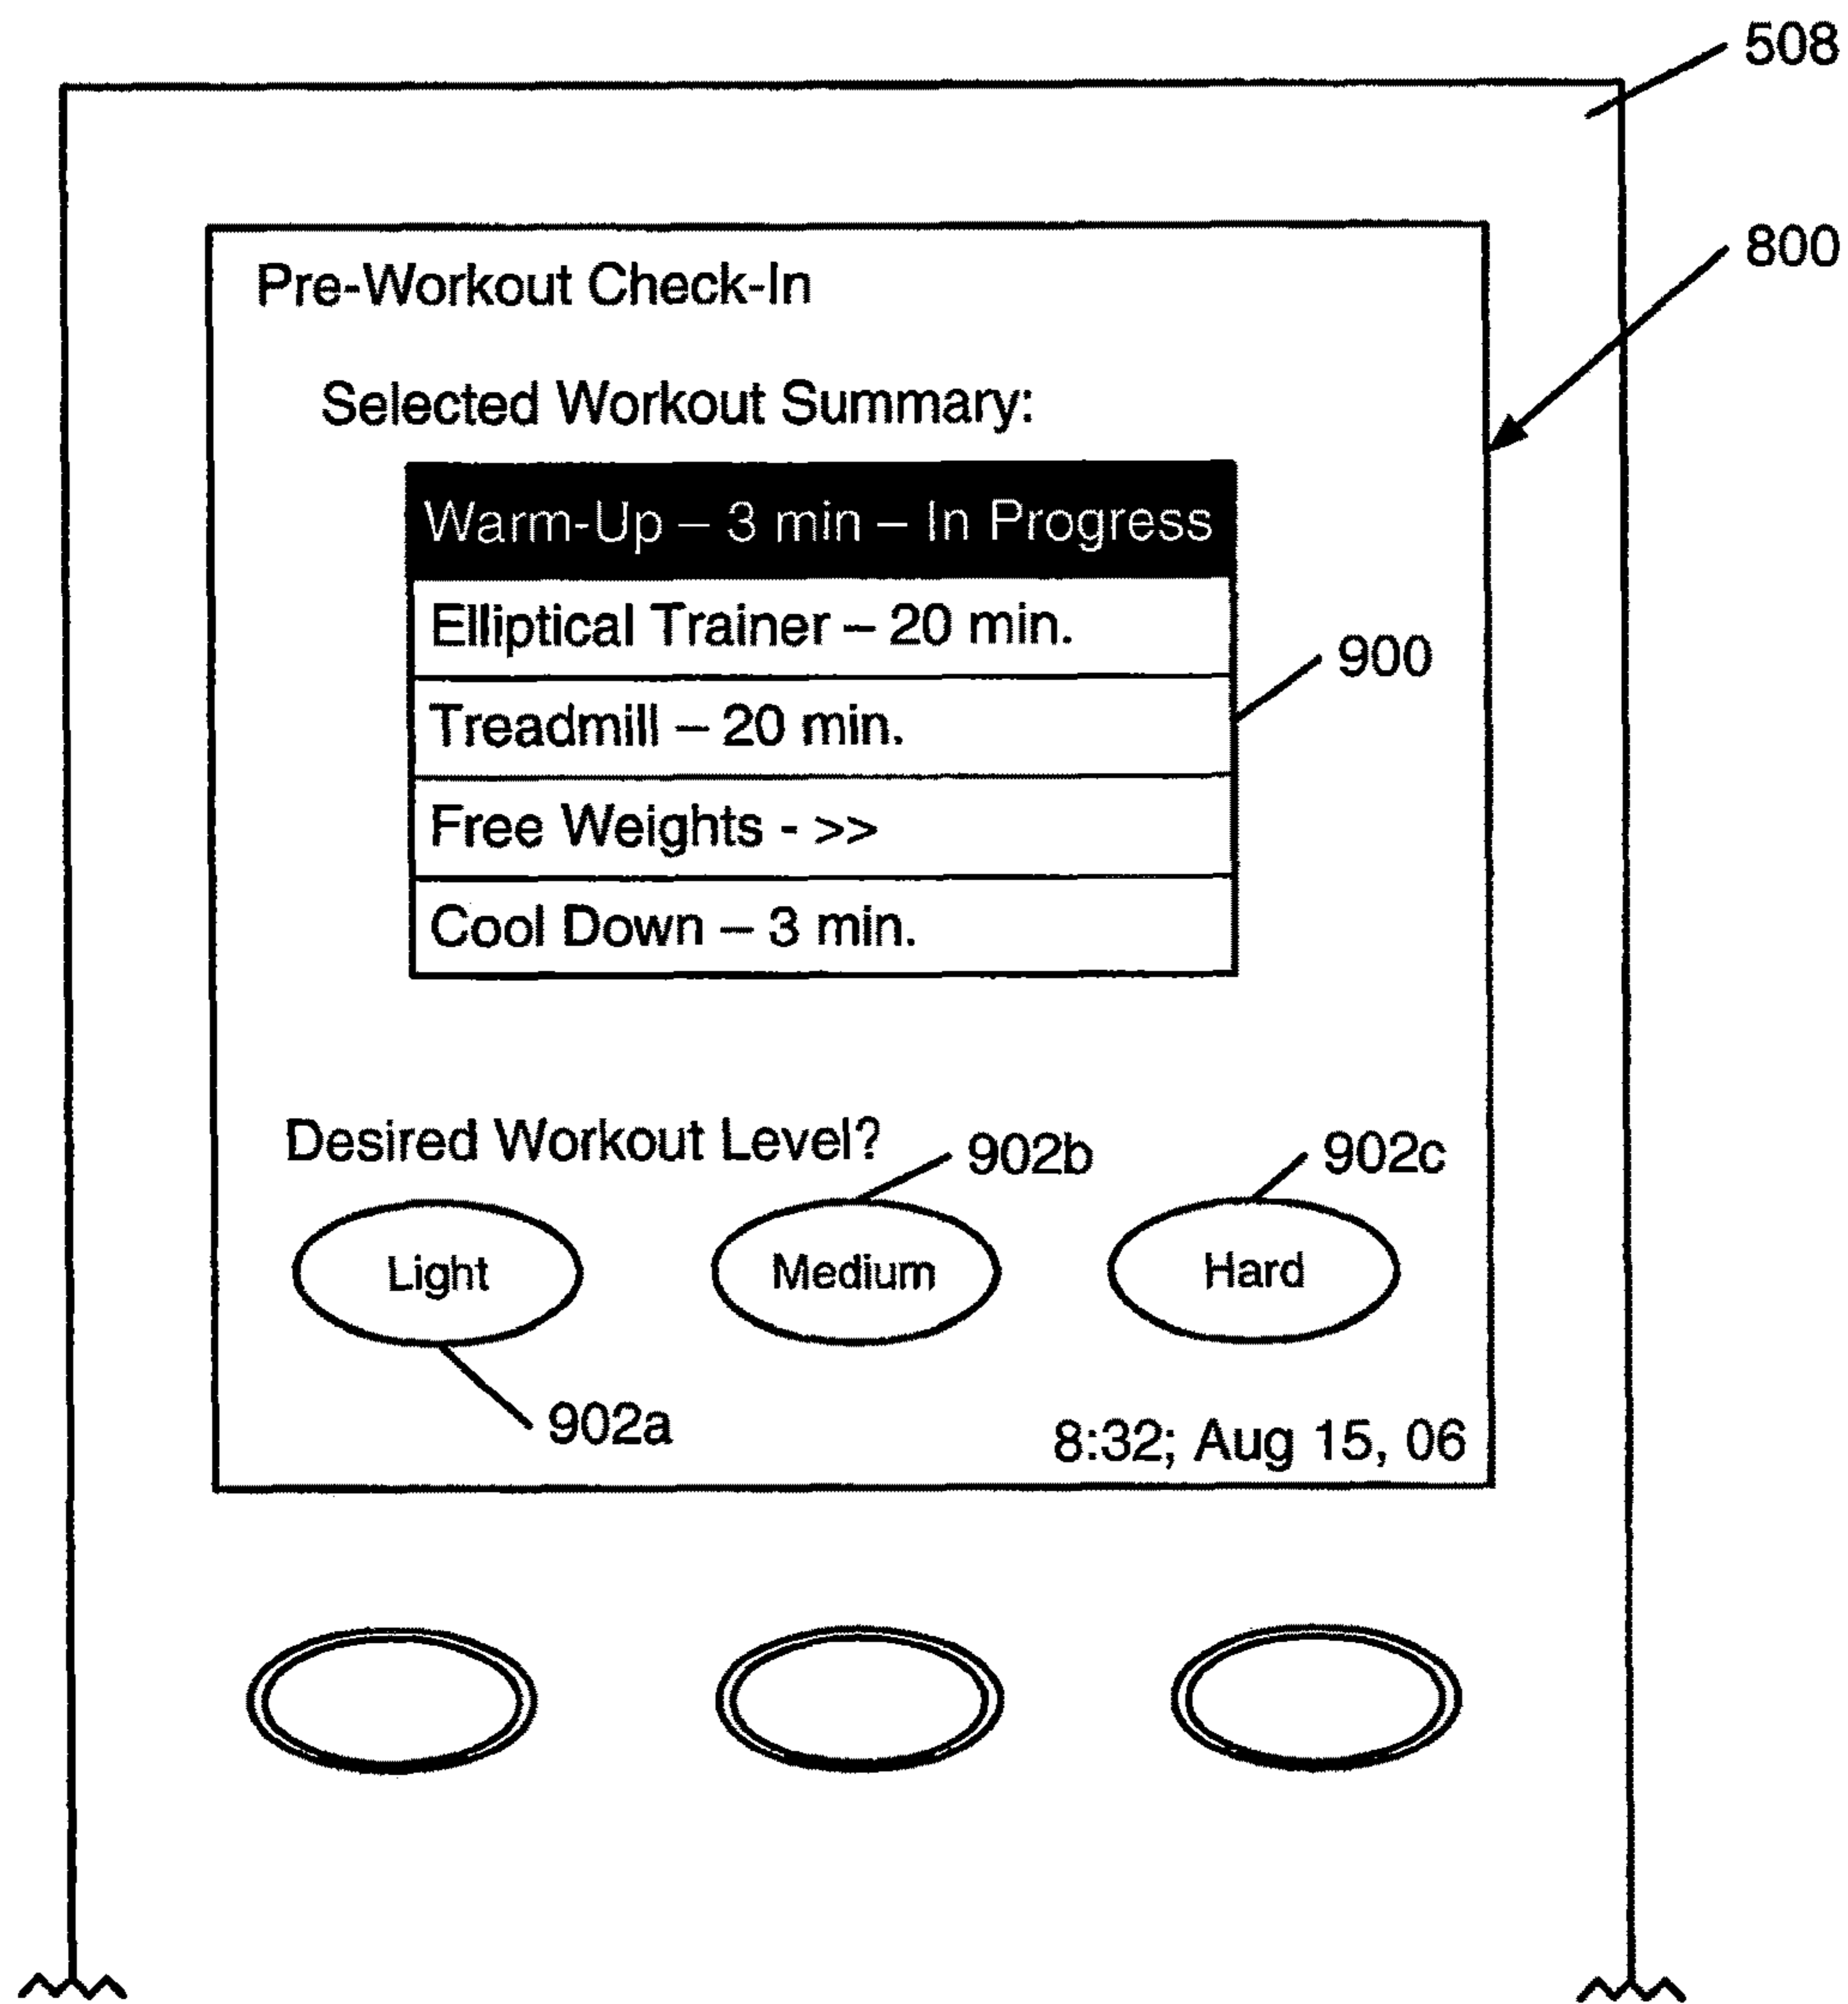 508
800
Pre-Workout Check-In
Selected Workout Summary:
Warm-Up – 3 min – In Progress
Elliptical Trainer – 20 min.
900
Treadmill – 20 min.
Free Weights - >>
Cool Down – 3 min.
Desired Workout Level?
902b
902c
Light
Medium
Hard
902a
8:32; Aug 15, 06